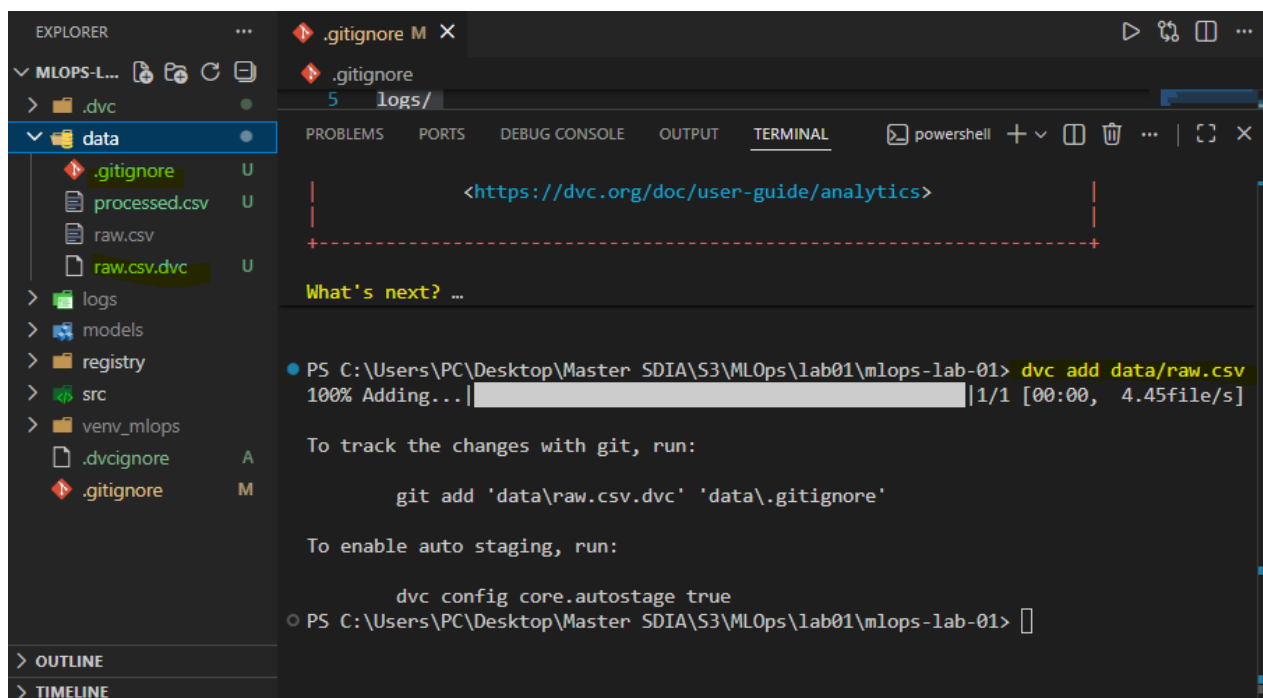 EXPLORER ...
MLOPS-L...
.dvc
data
.gitignore U
processed.csv U
raw.csv
raw.csv.dvc U
logs
models
registry
src
venv_mlops
.dvcignore A
.gitignore M
OUTLINE
TIMELINE
.gitignore M
.gitignore
5 logs/
PROBLEMS PORTS DEBUG CONSOLE OUTPUT TERMINAL powershell
<https://dvc.org/doc/user-guide/analytics>
+----------------------------------------------------------------------+
What's next? …
PS C:\Users\PC\Desktop\Master SDIA\S3\MLOps\lab01\mlops-lab-01> dvc add data/raw.csv
100% Adding...| |1/1 [00:00, 4.45file/s]
To track the changes with git, run:
git add 'data\raw.csv.dvc' 'data\.gitignore'
To enable auto staging, run:
dvc config core.autostage true
PS C:\Users\PC\Desktop\Master SDIA\S3\MLOps\lab01\mlops-lab-01>